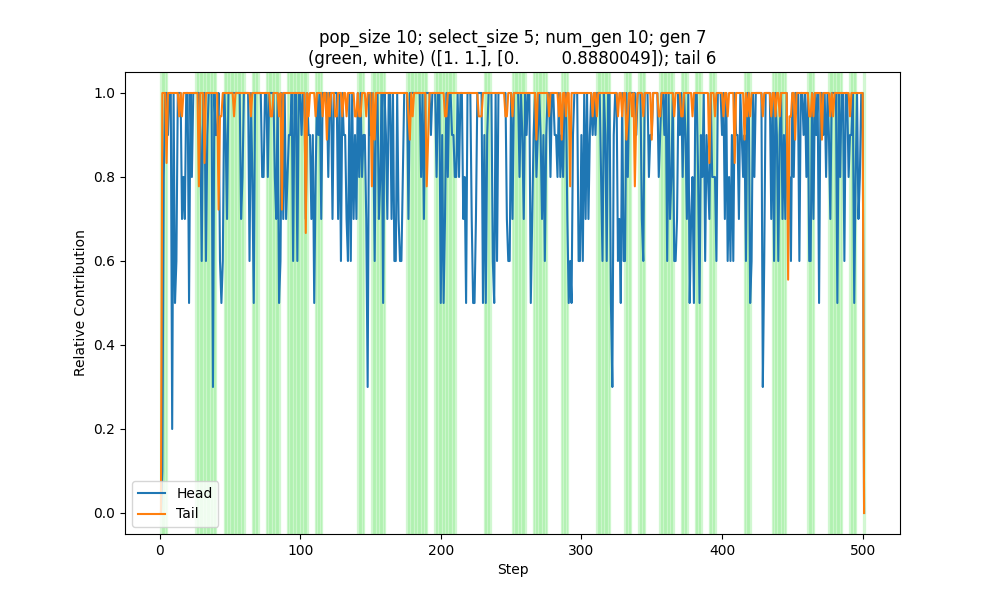 pop_size 10; select_size 5; num_gen 10; gen 7
(green, white) ([1. 1.], [0.         0.8880049]); tail 6
Relative Contribution
1.0
0.8
0.6
0.4
0.2
0.0
Head
Tail
0
100
200
300
400
500
Step